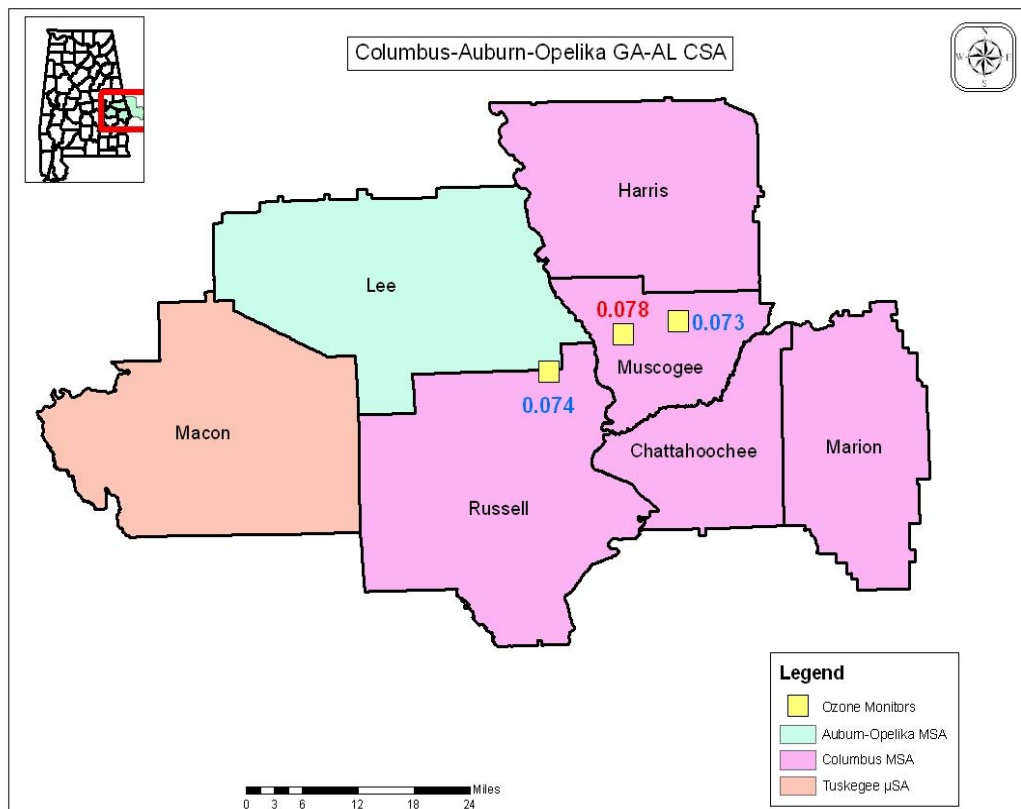 Columbus-Auburn-Opelika GA-AL CSA
N
W E
S
Harris
Lee
0.078
0.073
Muscogee
0.074
Macon
Chattahoochee
Marion
Russell
Legend
Ozone Monitors
Auburn-Opelika MSA
Columbus MSA
Tuskegee µSA
Miles
0 3 6 12 18 24